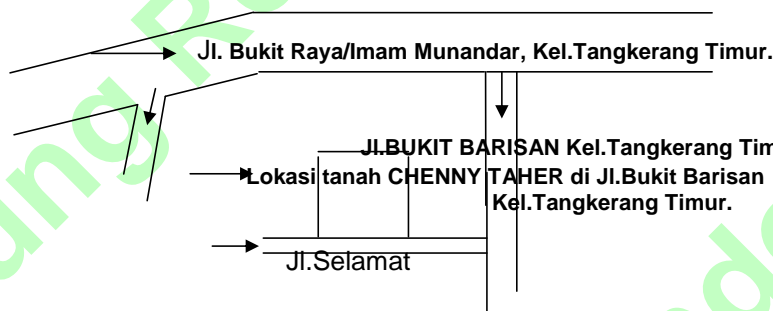 Jl. Bukit Raya/Imam Munandar, Kel.Tangkerang Timur.
Jl.BUKIT BARISAN Kel.Tangkerang Tim
Lokasi tanah CHENNY TAHER di Jl.Bukit Barisan
Kel.Tangkerang Timur.
Jl.Selamat
ung R